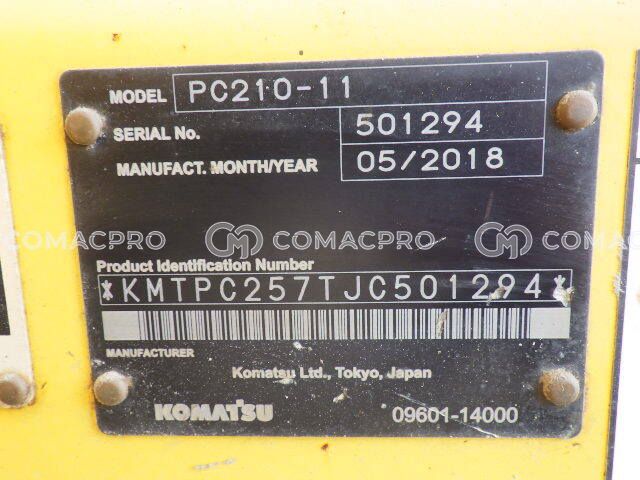 MODEL PC210-11
SERIAL No. 501294
MANUFACT. MONTH/YEAR 05/2018
COMACPRO COMACPRO COMACPRO
Product Identification Number
*KMTPC257TJC501294*
MANUFACTURER
Komatsu Ltd., Tokyo, Japan
KOMATSU 09601-14000